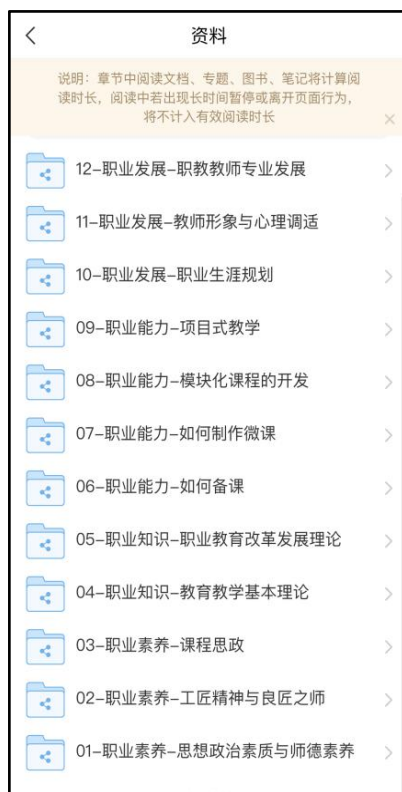 资料
说明：章节中阅读文档、专题、图书、笔记将计算阅
读时长，阅读中若出现长时间暂停或离开页面行为，
将不计入有效阅读时长
12-职业发展-职教教师专业发展
11-职业发展-教师形象与心理调适
10-职业发展-职业生涯规划
09-职业能力-项目式教学
08-职业能力-模块化课程的开发
07-职业能力-如何制作微课
06-职业能力-如何备课
05-职业知识-职业教育改革发展理论
04-职业知识-教育教学基本理论
03-职业素养-课程思政
02-职业素养-工匠精神与良匠之师
01-职业素养-思想政治素质与师德素养